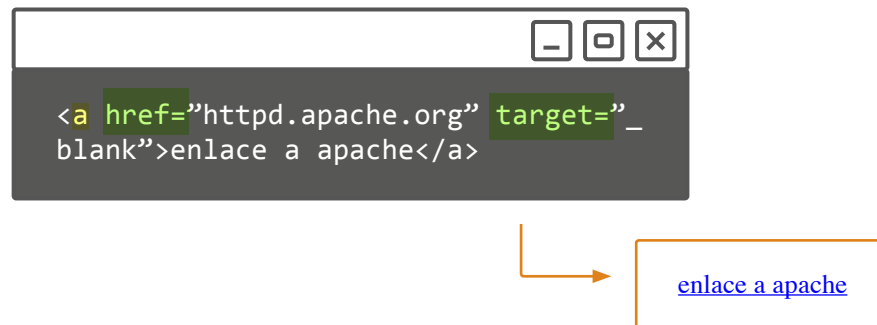 <a href=”httpd.apache.org” target=”_
blank”>enlace a apache</a>
enlace a apache